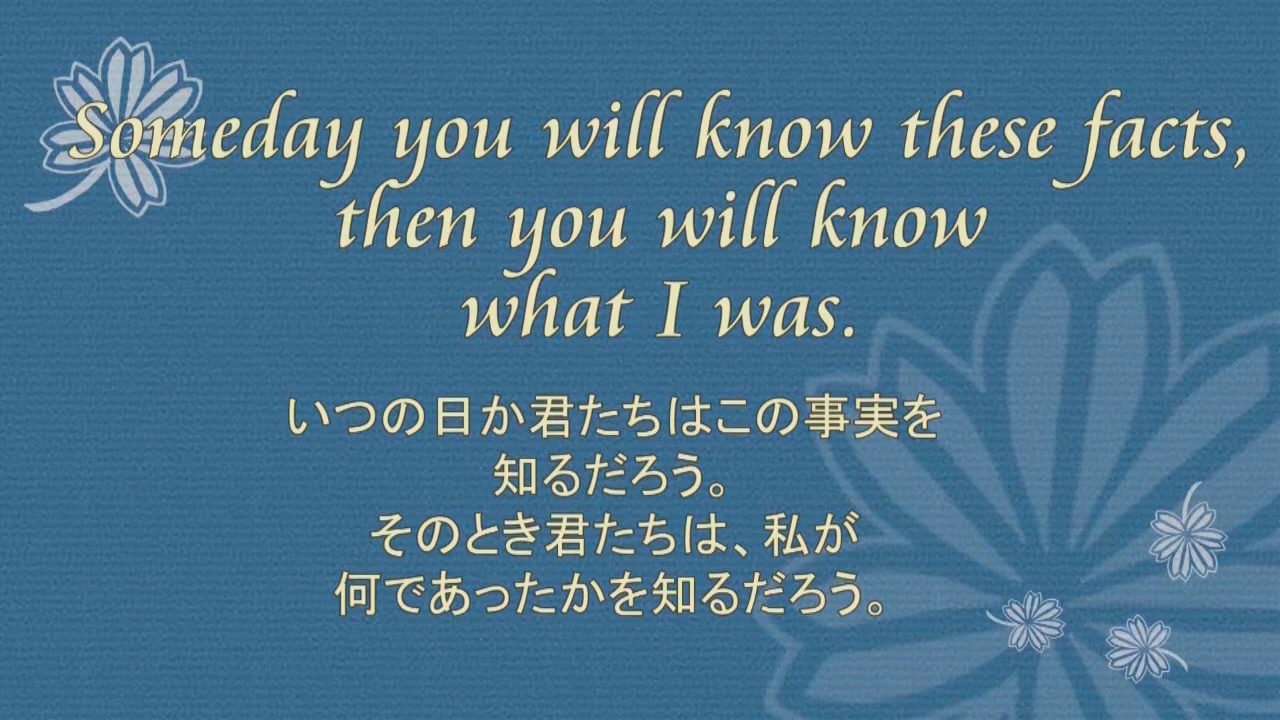 Someday you will know these facts,
then you will know
what I was.
いつの日か君たちはこの事実を
知るだろう。
そのとき君たちは、私が
何であったかを知るだろう。